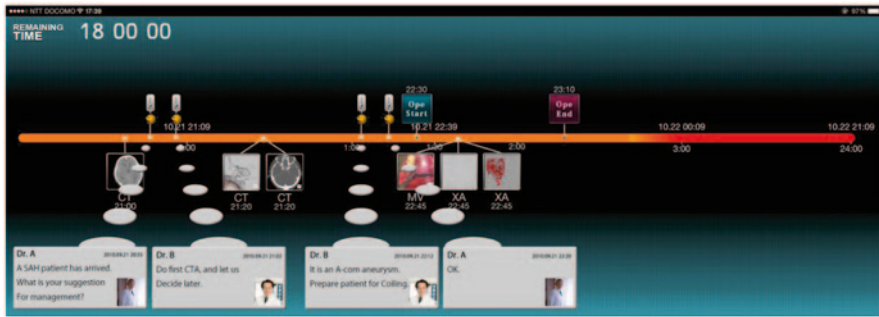 NTT DOCOMO 17:39
97%
REMAINING
TIME
18 00 00
22:30
Ope
Start
23:10
Ope
End
10.21 21:09
10.21 22:39
10.22 00:09
10.22 21:09
2:00
3:00
24:00
CT
21:00
CT
21:20
CT
21:20
MV
22:45
XA
22:45
XA
22:45
Dr. A
A SAH patient has arrived.
What is your suggestion
For management?
Dr. B
Do first CTA, and let us
Decide later.
Dr. B
It is an A-com aneurysm.
Prepare patient for Coiling.
Dr. A
OK.